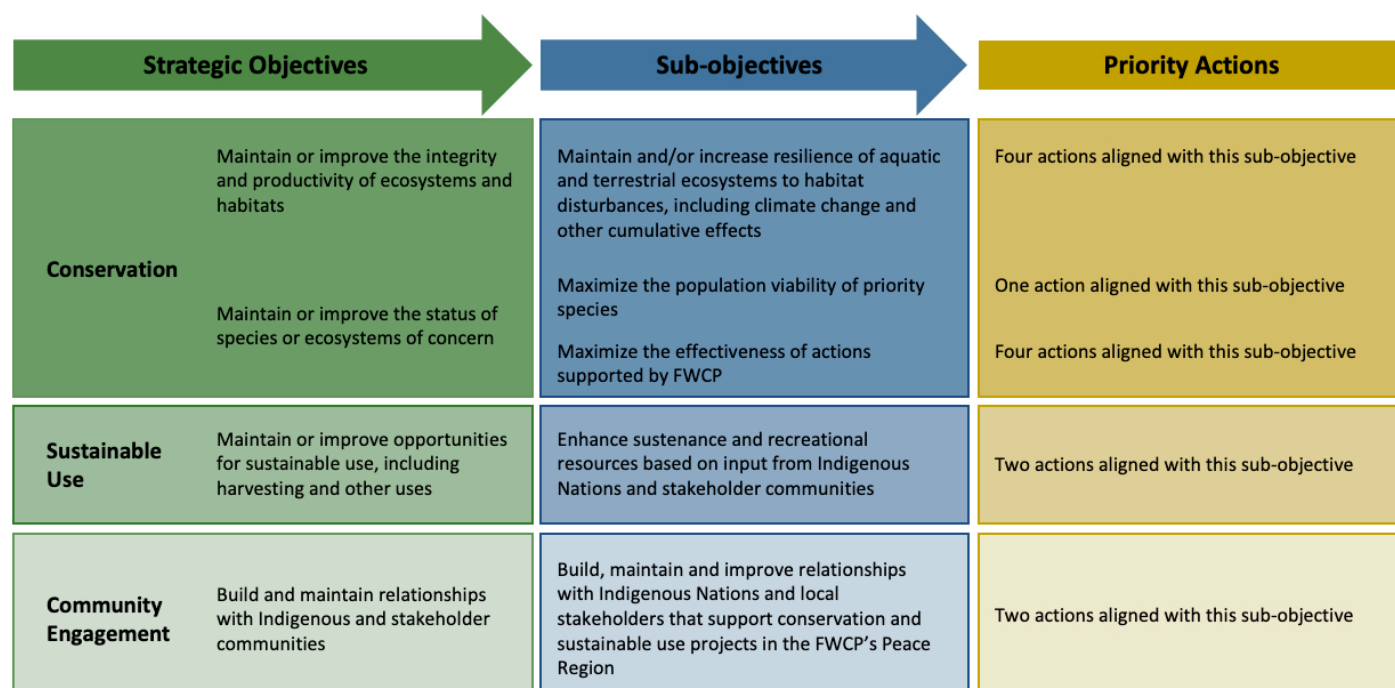 Strategic Objectives
Sub-objectives
Priority Actions
Conservation
Maintain or improve the integrity
and productivity of ecosystems and
habitats
Maintain or improve the status of
species or ecosystems of concern
Maintain and/or increase resilience of aquatic
and terrestrial ecosystems to habitat
disturbances, including climate change and
other cumulative effects
Maximize the population viability of priority
species
Maximize the effectiveness of actions
supported by FWCP
Four actions aligned with this sub-objective
One action aligned with this sub-objective
Four actions aligned with this sub-objective
Sustainable
Use
Maintain or improve opportunities
for sustainable use, including
harvesting and other uses
Enhance sustenance and recreational
resources based on input from Indigenous
Nations and stakeholder communities
Two actions aligned with this sub-objective
Community
Engagement
Build and maintain relationships
with Indigenous and stakeholder
communities
Build, maintain and improve relationships
with Indigenous Nations and local
stakeholders that support conservation and
sustainable use projects in the FWCP's Peace
Region
Two actions aligned with this sub-objective